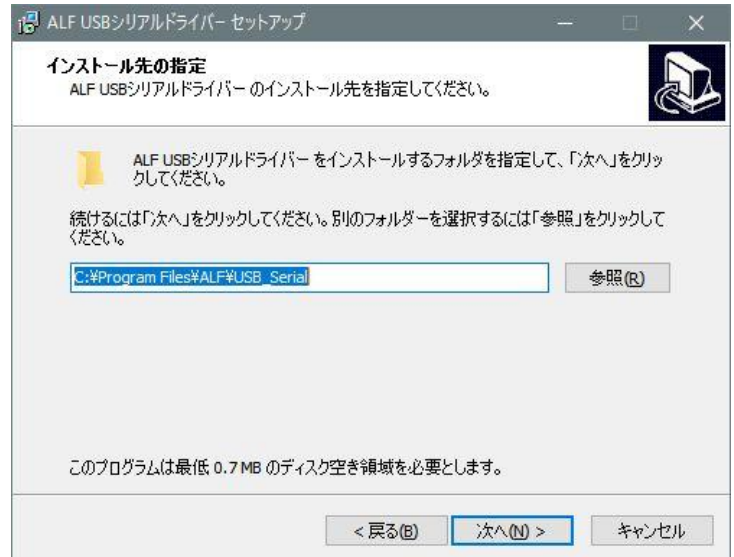 ALF USBシリアルドライバー セットアップ
インストール先の指定
ALF USBシリアルドライバー のインストール先を指定してください。
ALF USBシリアルドライバー をインストールするフォルダを指定して、「次へ」をクリッ
クしてください。
続けるには「次へ」をクリックしてください。別のフォルダーを選択するには「参照」をクリックして
ください。
C:¥Program Files¥ALF¥USB_Serial
参照(R)
このプログラムは最低 0.7 MB のディスク空き領域を必要とします。
< 戻る(B)
次へ(N) >
キャンセル